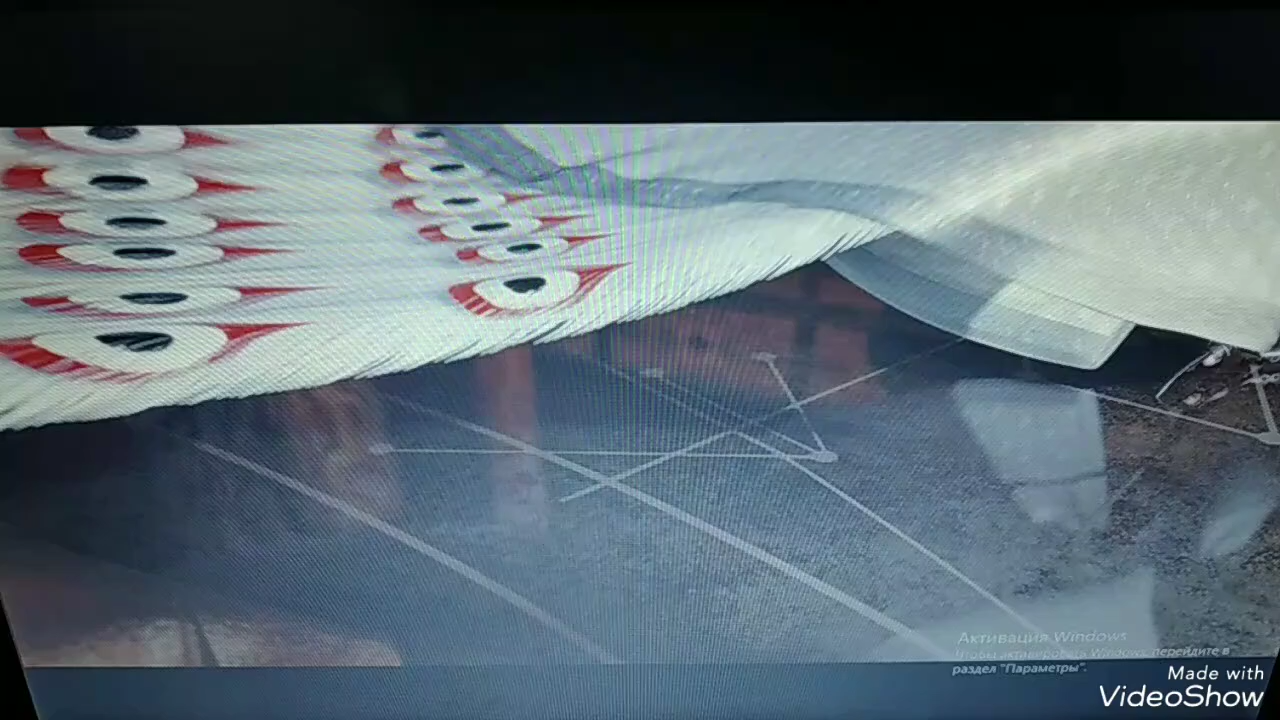 Активация Windows
Чтобы активировать Windows, перейдите в
раздел "Параметры".
Made with
VideoShow